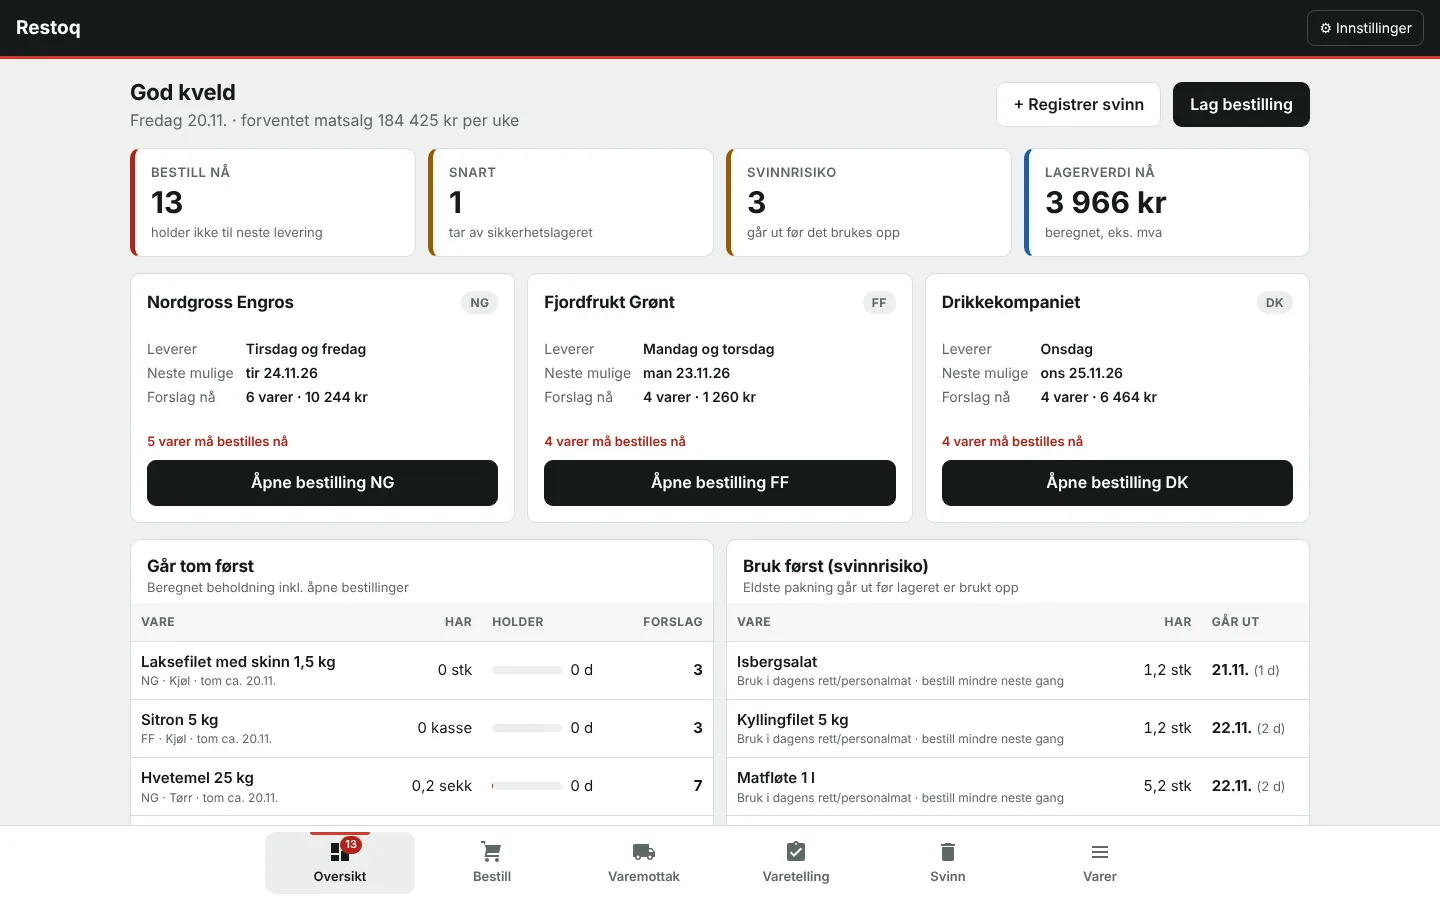 Restoq
⚙ Innstillinger
God kveld
Fredag 20.11. · forventet matsalg 184 425 kr per uke
+ Registrer svinn
Lag bestilling
BESTILL NÅ
13
holder ikke til neste levering
SNART
1
tar av sikkerhetslageret
SVINNRISIKO
3
går ut før det brukes opp
LAGERVERDI NÅ
3 966 kr
beregnet, eks. mva
Nordgross Engros NG
Leverer Tirsdag og fredag
Neste mulige tir 24.11.26
Forslag nå 6 varer · 10 244 kr
5 varer må bestilles nå
Åpne bestilling NG
Fjordfrukt Grønt FF
Leverer Mandag og torsdag
Neste mulige man 23.11.26
Forslag nå 4 varer · 1 260 kr
4 varer må bestilles nå
Åpne bestilling FF
Drikkekompaniet DK
Leverer Onsdag
Neste mulige ons 25.11.26
Forslag nå 4 varer · 6 464 kr
4 varer må bestilles nå
Åpne bestilling DK
Går tom først
Beregnet beholdning inkl. åpne bestillinger
VARE HAR HOLDER FORSLAG
Laksefilet med skinn 1,5 kg 0 stk 0 d 3
NG · Kjøl · tom ca. 20.11.
Sitron 5 kg 0 kasse 0 d 3
FF · Kjøl · tom ca. 20.11.
Hvetemel 25 kg 0,2 sekk 0 d 7
NG · Tørr · tom ca. 20.11.
Bruk først (svinnrisiko)
Eldste pakning går ut før lageret er brukt opp
VARE HAR GÅR UT
Isbergsalat 1,2 stk 21.11. (1 d)
Bruk i dagens rett/personalmat · bestill mindre neste gang
Kyllingfilet 5 kg 1,2 stk 22.11. (2 d)
Bruk i dagens rett/personalmat · bestill mindre neste gang
Matfløte 1 l 5,2 stk 22.11. (2 d)
Bruk i dagens rett/personalmat · bestill mindre neste gang
13
Oversikt
Bestill
Varemottak
Varetelling
Svinn
Varer